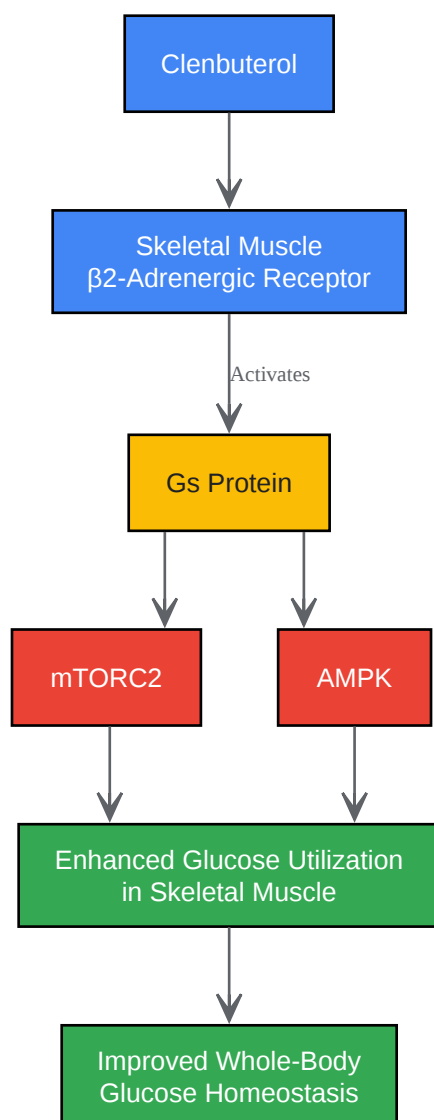 Clenbuterol
Skeletal Muscle
β2-Adrenergic Receptor
Activates
Gs Protein
mTORC2
AMPK
Enhanced Glucose Utilization
in Skeletal Muscle
Improved Whole-Body
Glucose Homeostasis